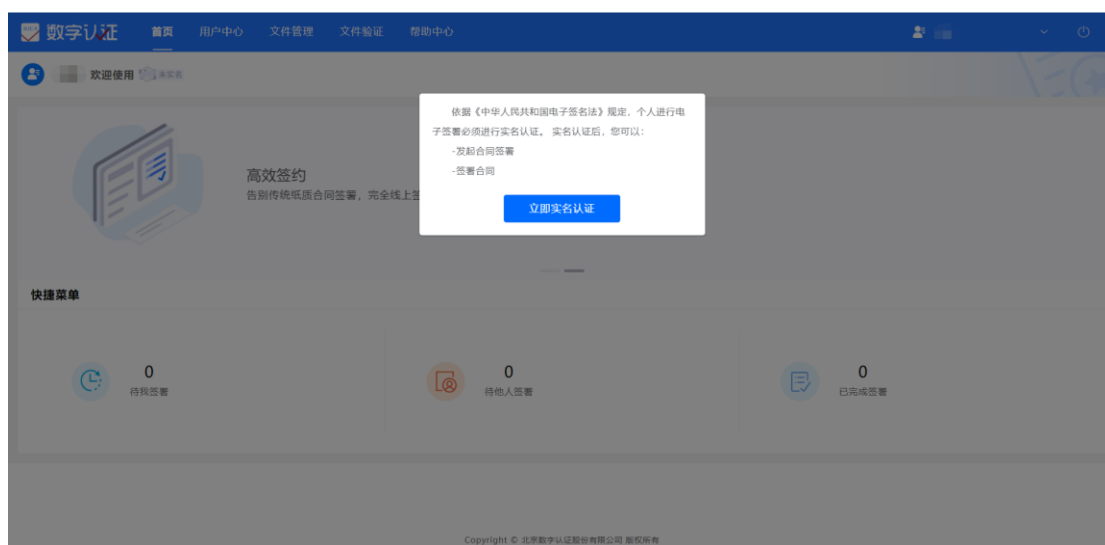 数字认证
首页 用户中心 文件管理 文件验证 帮助中心
欢迎使用 未实名
依据《中华人民共和国电子签名法》规定，个人进行电
子签署必须进行实名认证。 实名认证后，您可以：
-发起合同签署
-签署合同
立即实名认证
高效签约
告别传统纸质合同签署，完全线上签
快捷菜单
0
待我签署
0
待他人签署
0
已完成签署
Copyright © 北京数字认证股份有限公司 版权所有